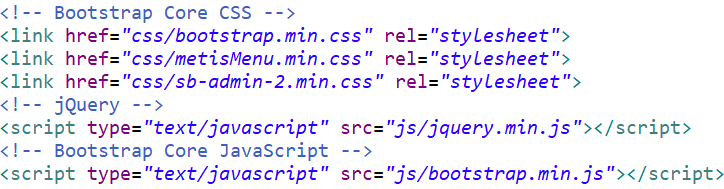 <!-- Bootstrap Core CSS -->
<link href="css/bootstrap.min.css" rel="stylesheet">
<link href="css/metisMenu.min.css" rel="stylesheet">
<link href="css/sb-admin-2.min.css" rel="stylesheet">
<!-- jQuery -->
<script type="text/javascript" src="js/jquery.min.js"></script>
<!-- Bootstrap Core JavaScript -->
<script type="text/javascript" src="js/bootstrap.min.js"></script>